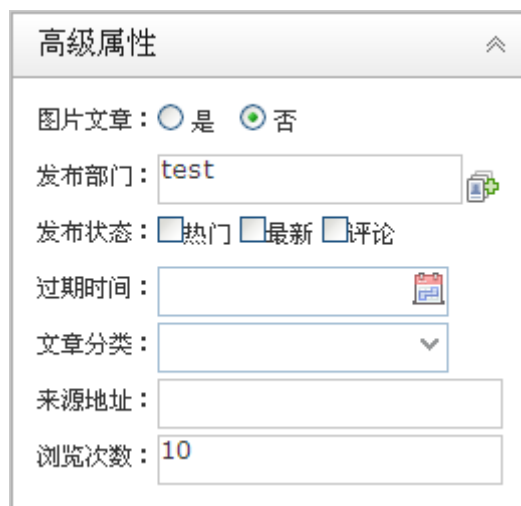 高级属性
图片文章：是 否
发布部门：test
发布状态：热门 最新 评论
过期时间：
文章分类：
来源地址：
浏览次数：10